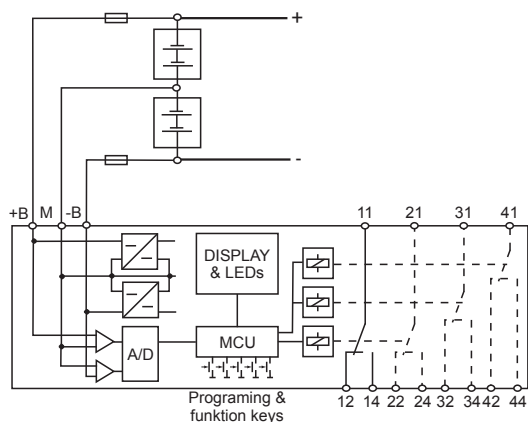 +
-
+B M -B 11 21 31 41
DISPLAY
& LEDs
A/D
MCU
Programing &
funktion keys
12 14 22 24 32 34 42 44